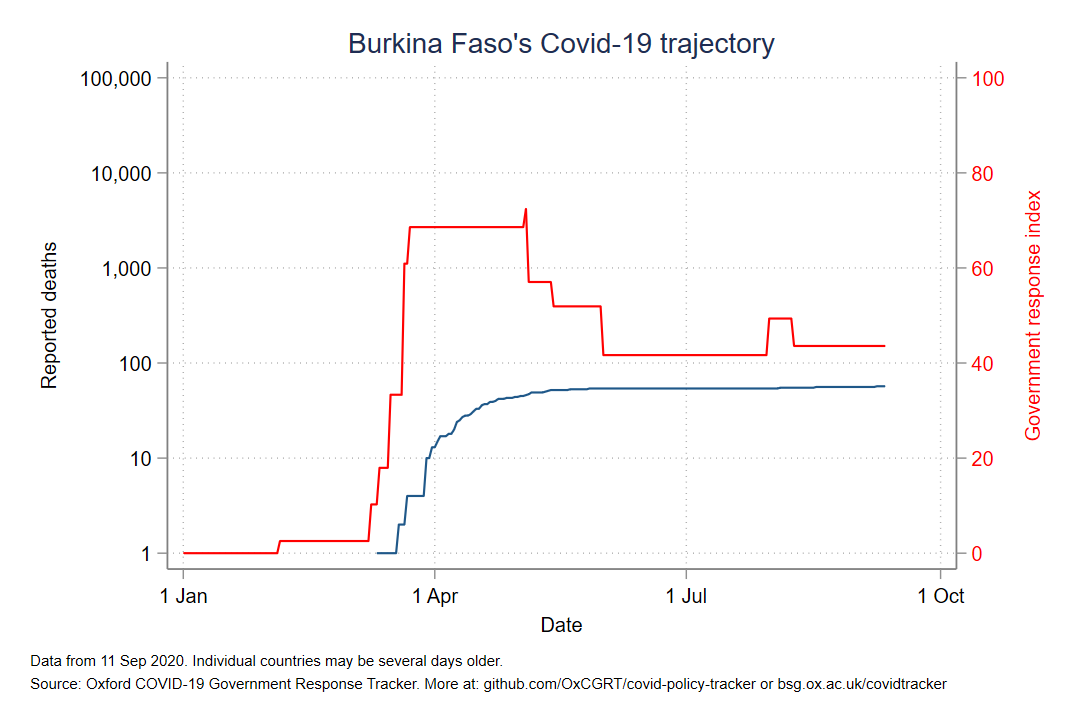 Burkina Faso's Covid-19 trajectory
100,000
10,000
1,000
100
10
1
Reported deaths
100
80
60
40
20
0
Government response index
1 Jan
1 Apr
1 Jul
1 Oct
Date
Data from 11 Sep 2020. Individual countries may be several days older.
Source: Oxford COVID-19 Government Response Tracker. More at: github.com/OxCGRT/covid-policy-tracker or bsg.ox.ac.uk/covidtracker